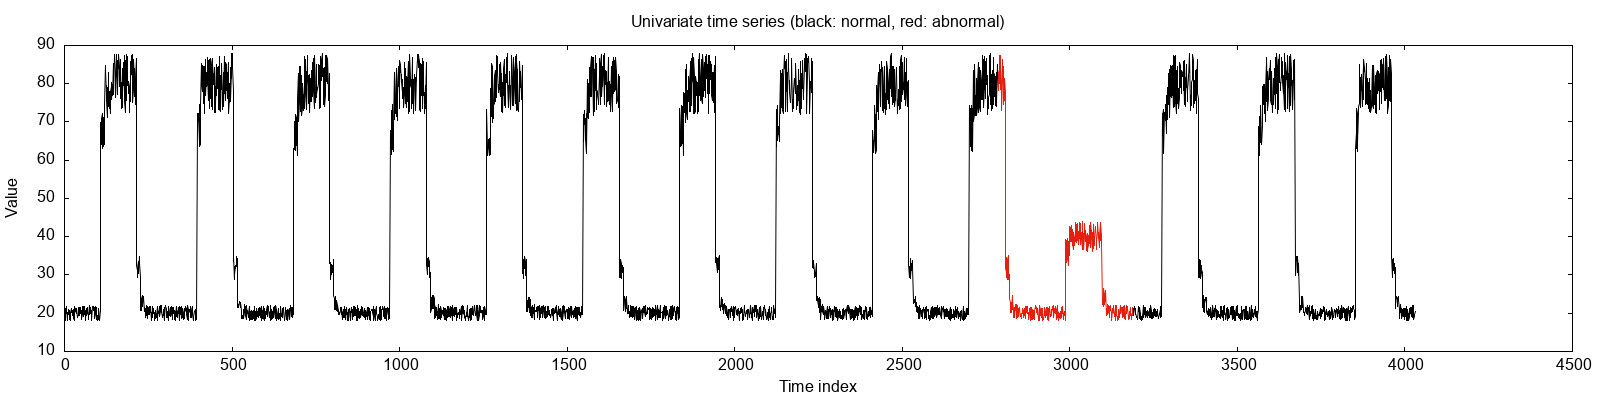 Univariate time series (black: normal, red: abnormal)
90
80
70
60
50
40
30
20
10
Value
0 500 1000 1500 2000 2500 3000 3500 4000 4500
Time index